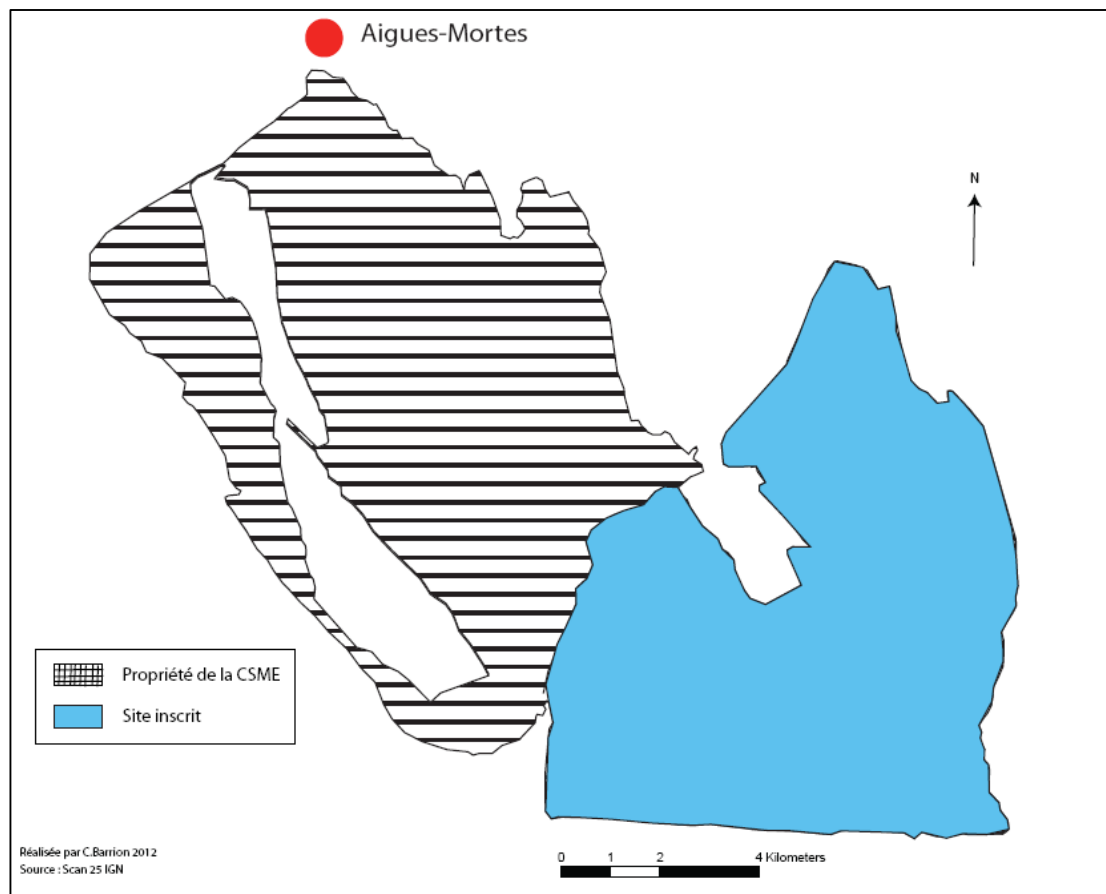 Aigues-Mortes
N
Propriété de la CSME
Site inscrit
Réalisée par C.Barrion 2012
Source : Scan 25 IGN
0 1 2 4 Kilometers